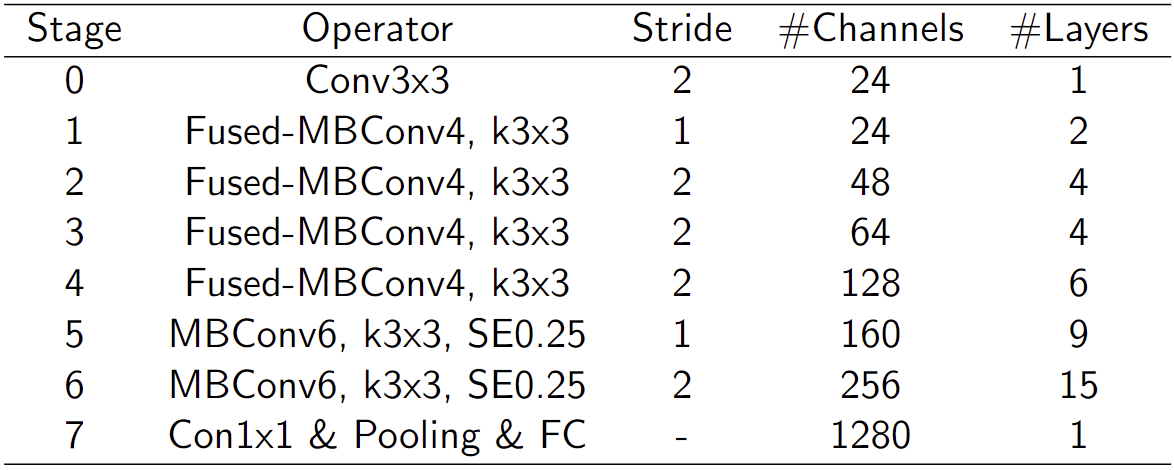 Stage Operator Stride #Channels #Layers
0 Conv3x3 2 24 1
1 Fused-MBConv4, k3x3 1 24 2
2 Fused-MBConv4, k3x3 2 48 4
3 Fused-MBConv4, k3x3 2 64 4
4 Fused-MBConv4, k3x3 2 128 6
5 MBConv6, k3x3, SE0.25 1 160 9
6 MBConv6, k3x3, SE0.25 2 256 15
7 Con1x1 & Pooling & FC - 1280 1